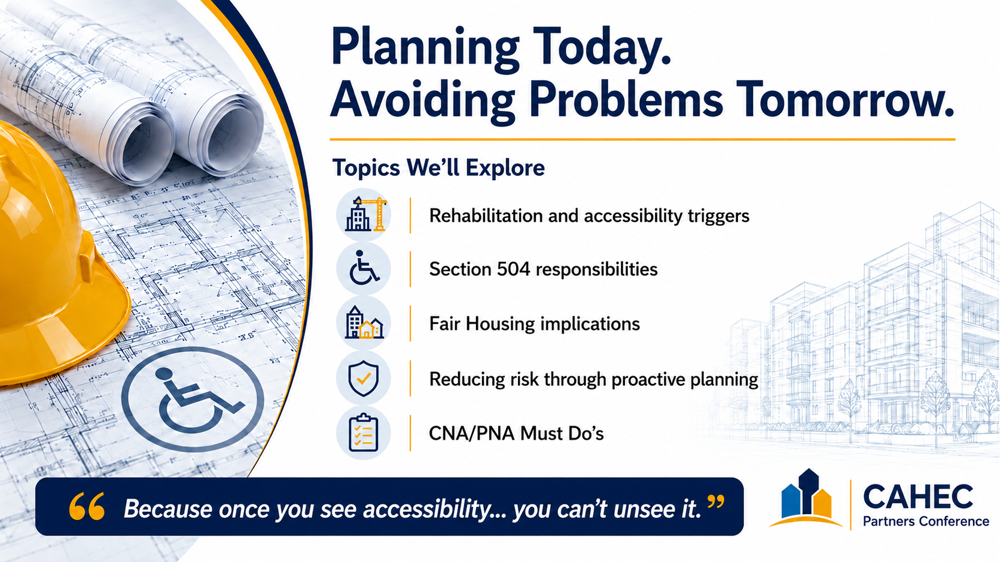 Planning Today.
Avoiding Problems Tomorrow.
Topics We’ll Explore
Rehabilitation and accessibility triggers
Section 504 responsibilities
Fair Housing implications
Reducing risk through proactive planning
CNA/PNA Must Do’s
“ Because once you see accessibility... you can’t unsee it. ”
CAHEC
Partners Conference